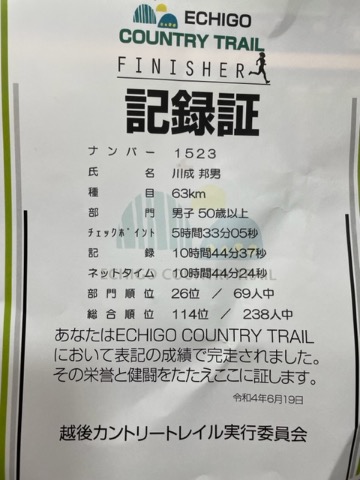 ECHIGO
COUNTRY TRAIL
FINISHER
記録証
ナンバー 1523
氏名 川成 邦男
種目 63km
部門 男子 50歳以上
ﾁｪｯｸﾎﾟｲﾝﾄ 5時間33分05秒
記録 10時間44分37秒
ネットタイム 10時間44分24秒
部門順位 26位 / 69人中
総合順位 114位 / 238人中
あなたはECHIGO COUNTRY TRAIL
において表記の成績で完走されました。
その栄誉と健闘をたたえここに証します。
令和4年6月19日
越後カントリートレイル実行委員会